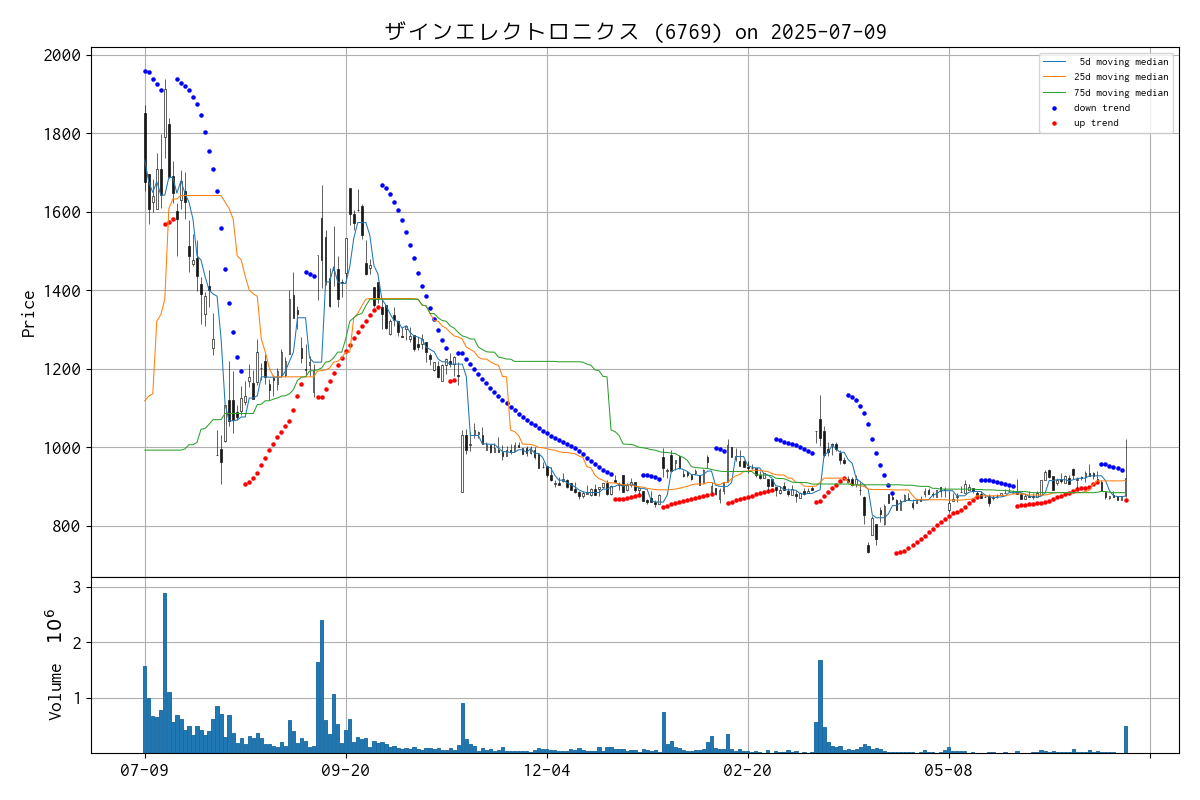 ザインエレクトロニクス (6769) on 2025-07-09
2000
1800
1600
1400
1200
1000
800
Price
5d moving median
25d moving median
75d moving median
down trend
up trend
3
2
1
Volume 10^6
07-09
09-20
12-04
02-20
05-08